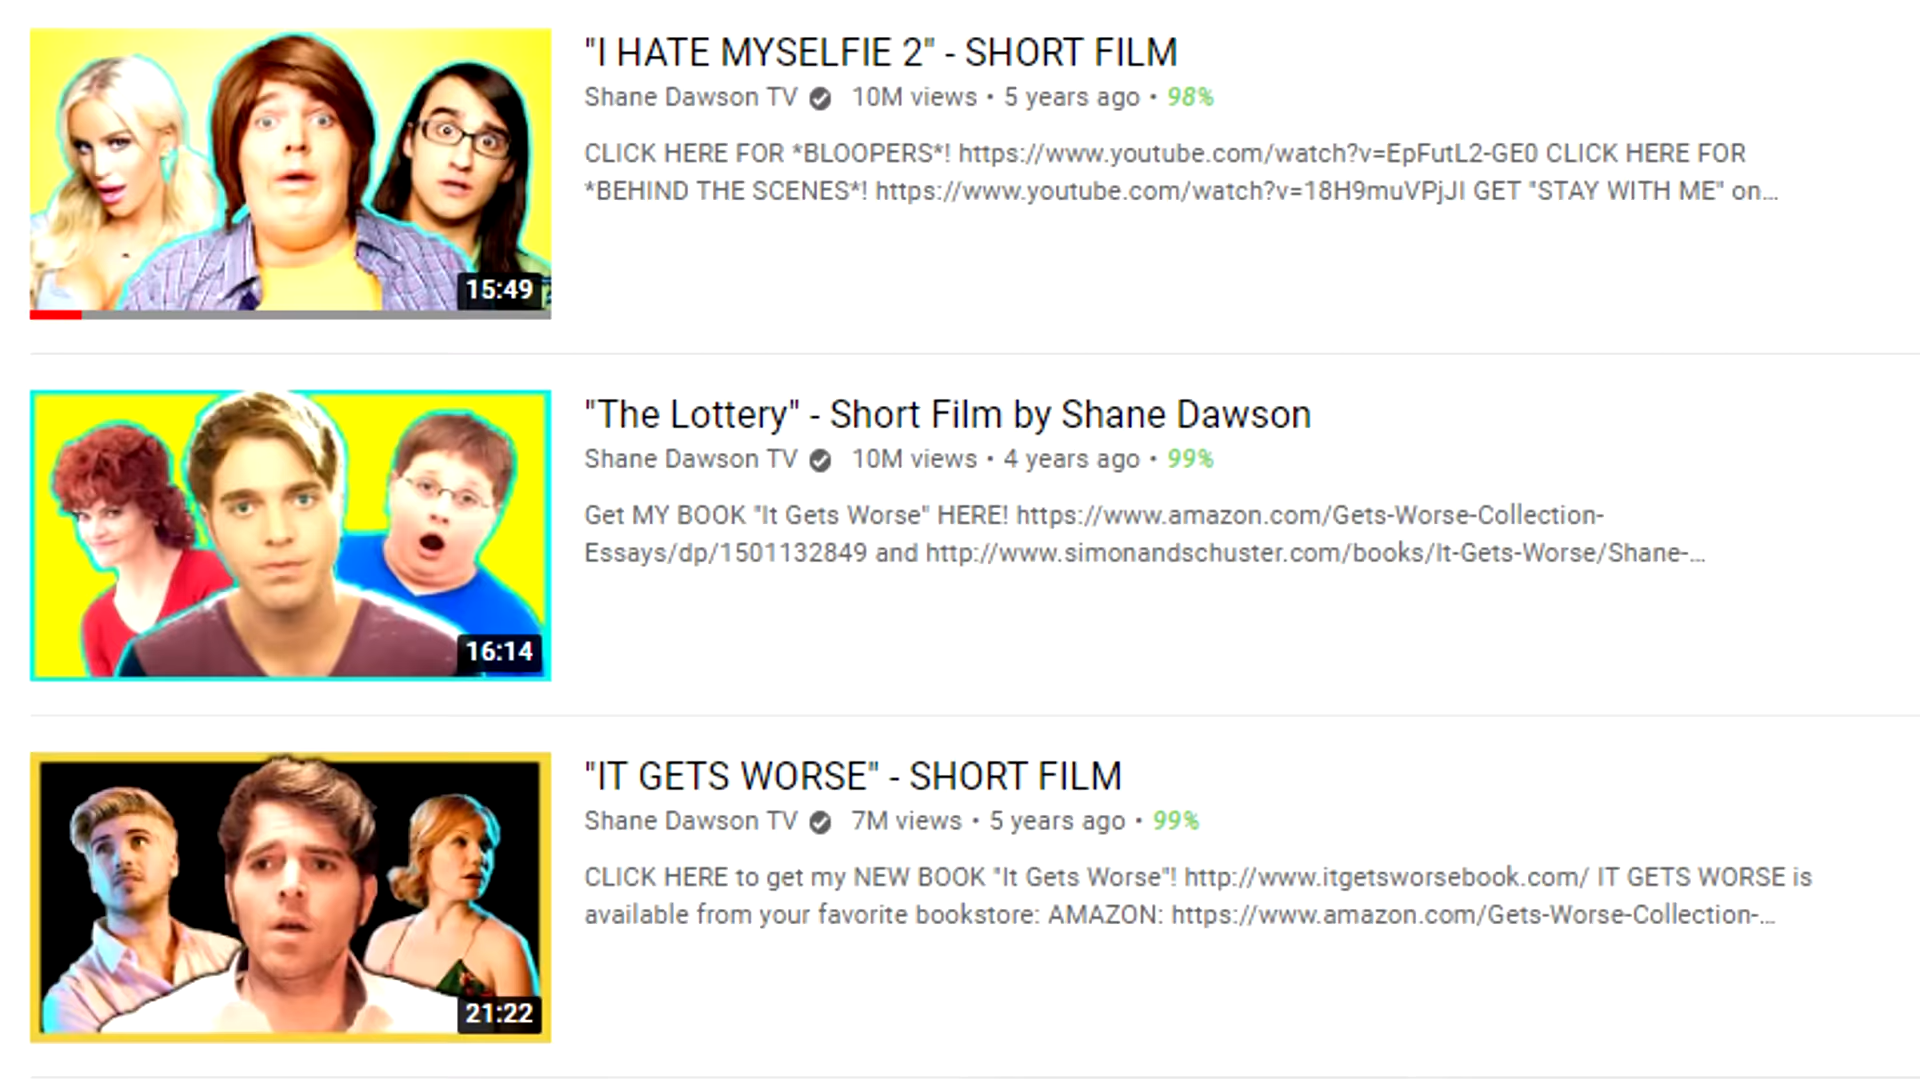 "I HATE MYSELFIE 2" - SHORT FILM
Shane Dawson TV 10M views • 5 years ago • 98%
CLICK HERE FOR *BLOOPERS*! https://www.youtube.com/watch?v=EpFutL2-GE0 CLICK HERE FOR
*BEHIND THE SCENES*! https://www.youtube.com/watch?v=18H9muVPjJI GET "STAY WITH ME" on...
15:49
"The Lottery" - Short Film by Shane Dawson
Shane Dawson TV 10M views • 4 years ago • 99%
Get MY BOOK "It Gets Worse" HERE! https://www.amazon.com/Gets-Worse-Collection-
Essays/dp/1501132849 and http://www.simonandschuster.com/books/It-Gets-Worse/Shane-...
16:14
"IT GETS WORSE" - SHORT FILM
Shane Dawson TV 7M views • 5 years ago • 99%
CLICK HERE to get my NEW BOOK "It Gets Worse"! http://www.itgetsworsebook.com/ IT GETS WORSE is
available from your favorite bookstore: AMAZON: https://www.amazon.com/Gets-Worse-Collection-...
21:22